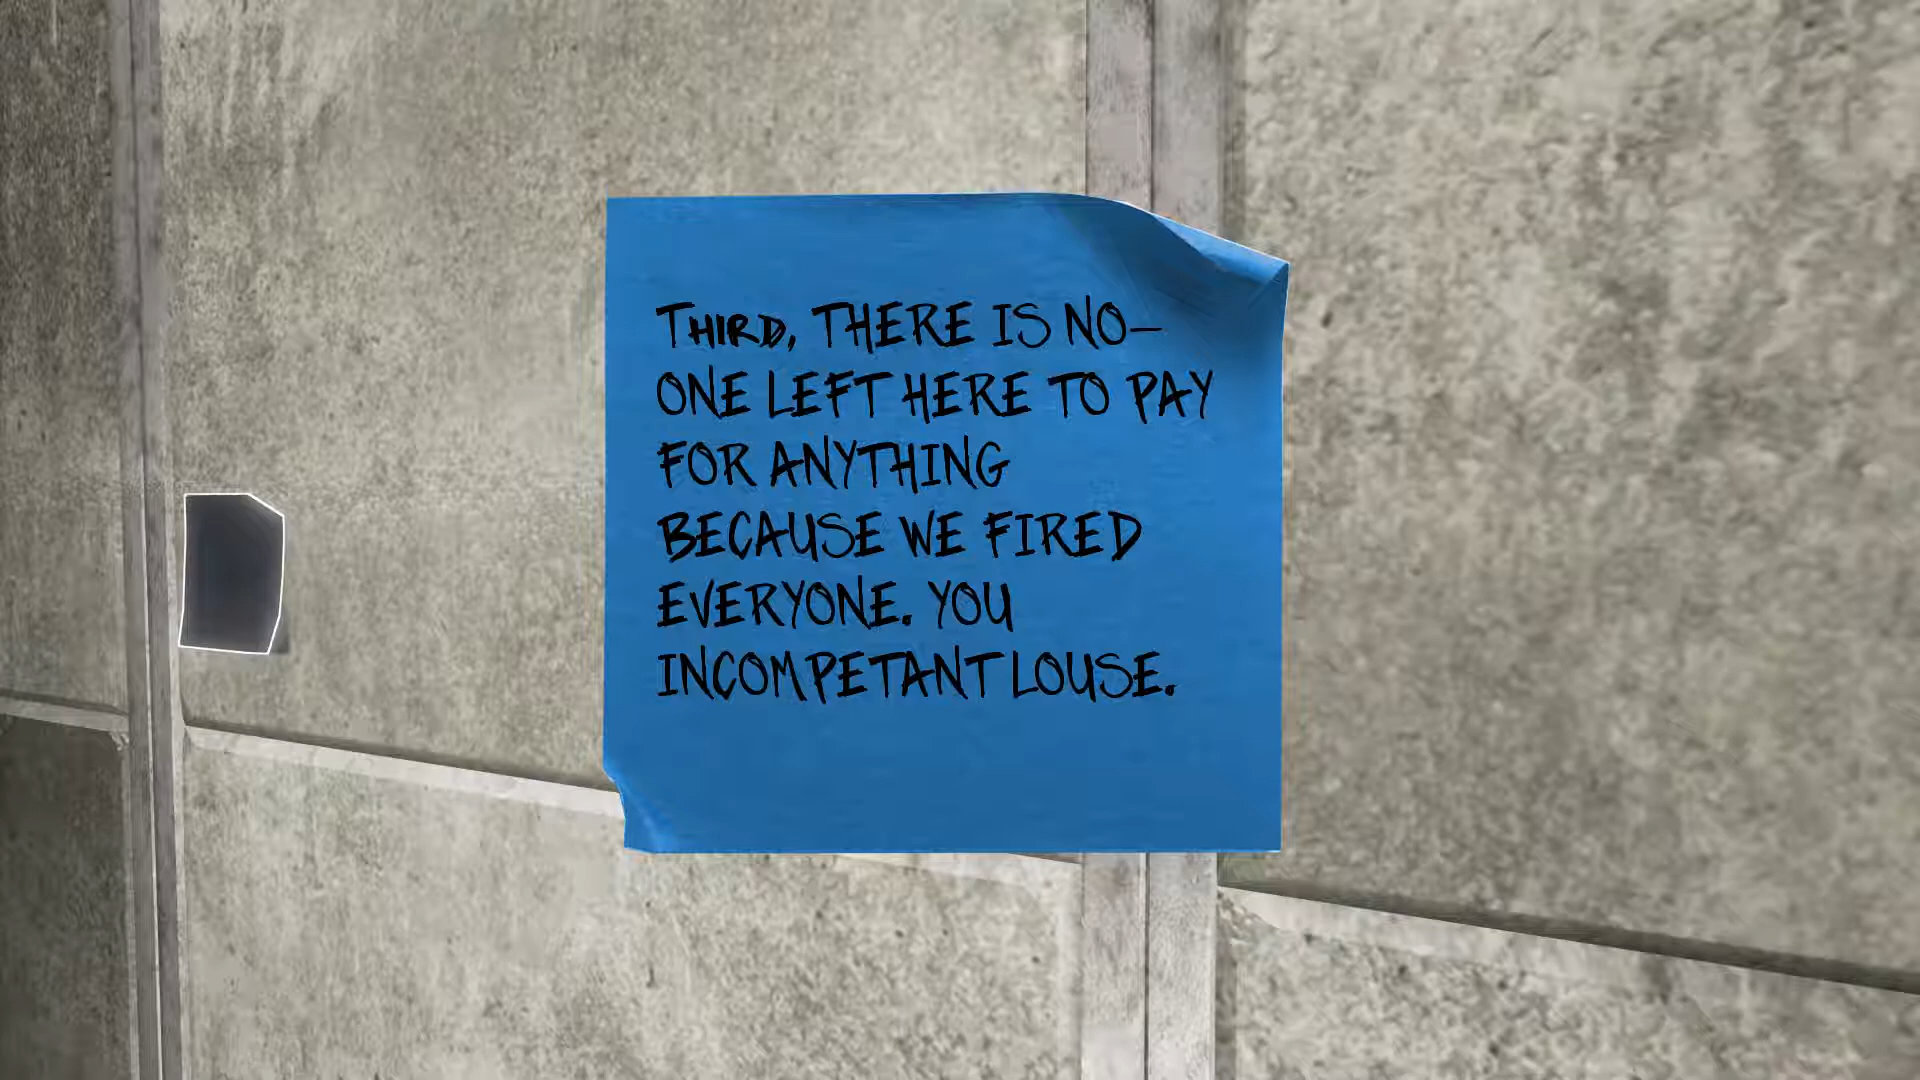 Third, THERE IS NO-
ONE LEFT HERE TO PAY
FOR ANYTHING
BECAUSE WE FIRED
EVERYONE. YOU
INCOMPETANT LOUSE.